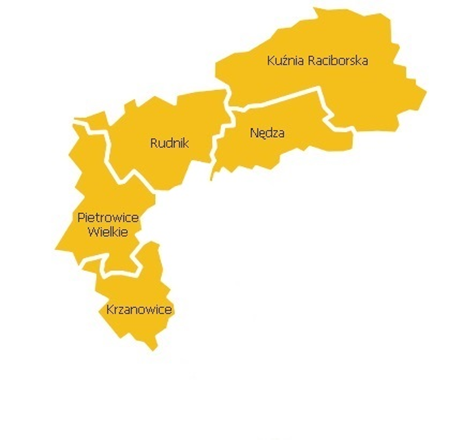 Kuźnia Raciborska
Nędza
Rudnik
Pietrowice
Wielkie
Krzanowice